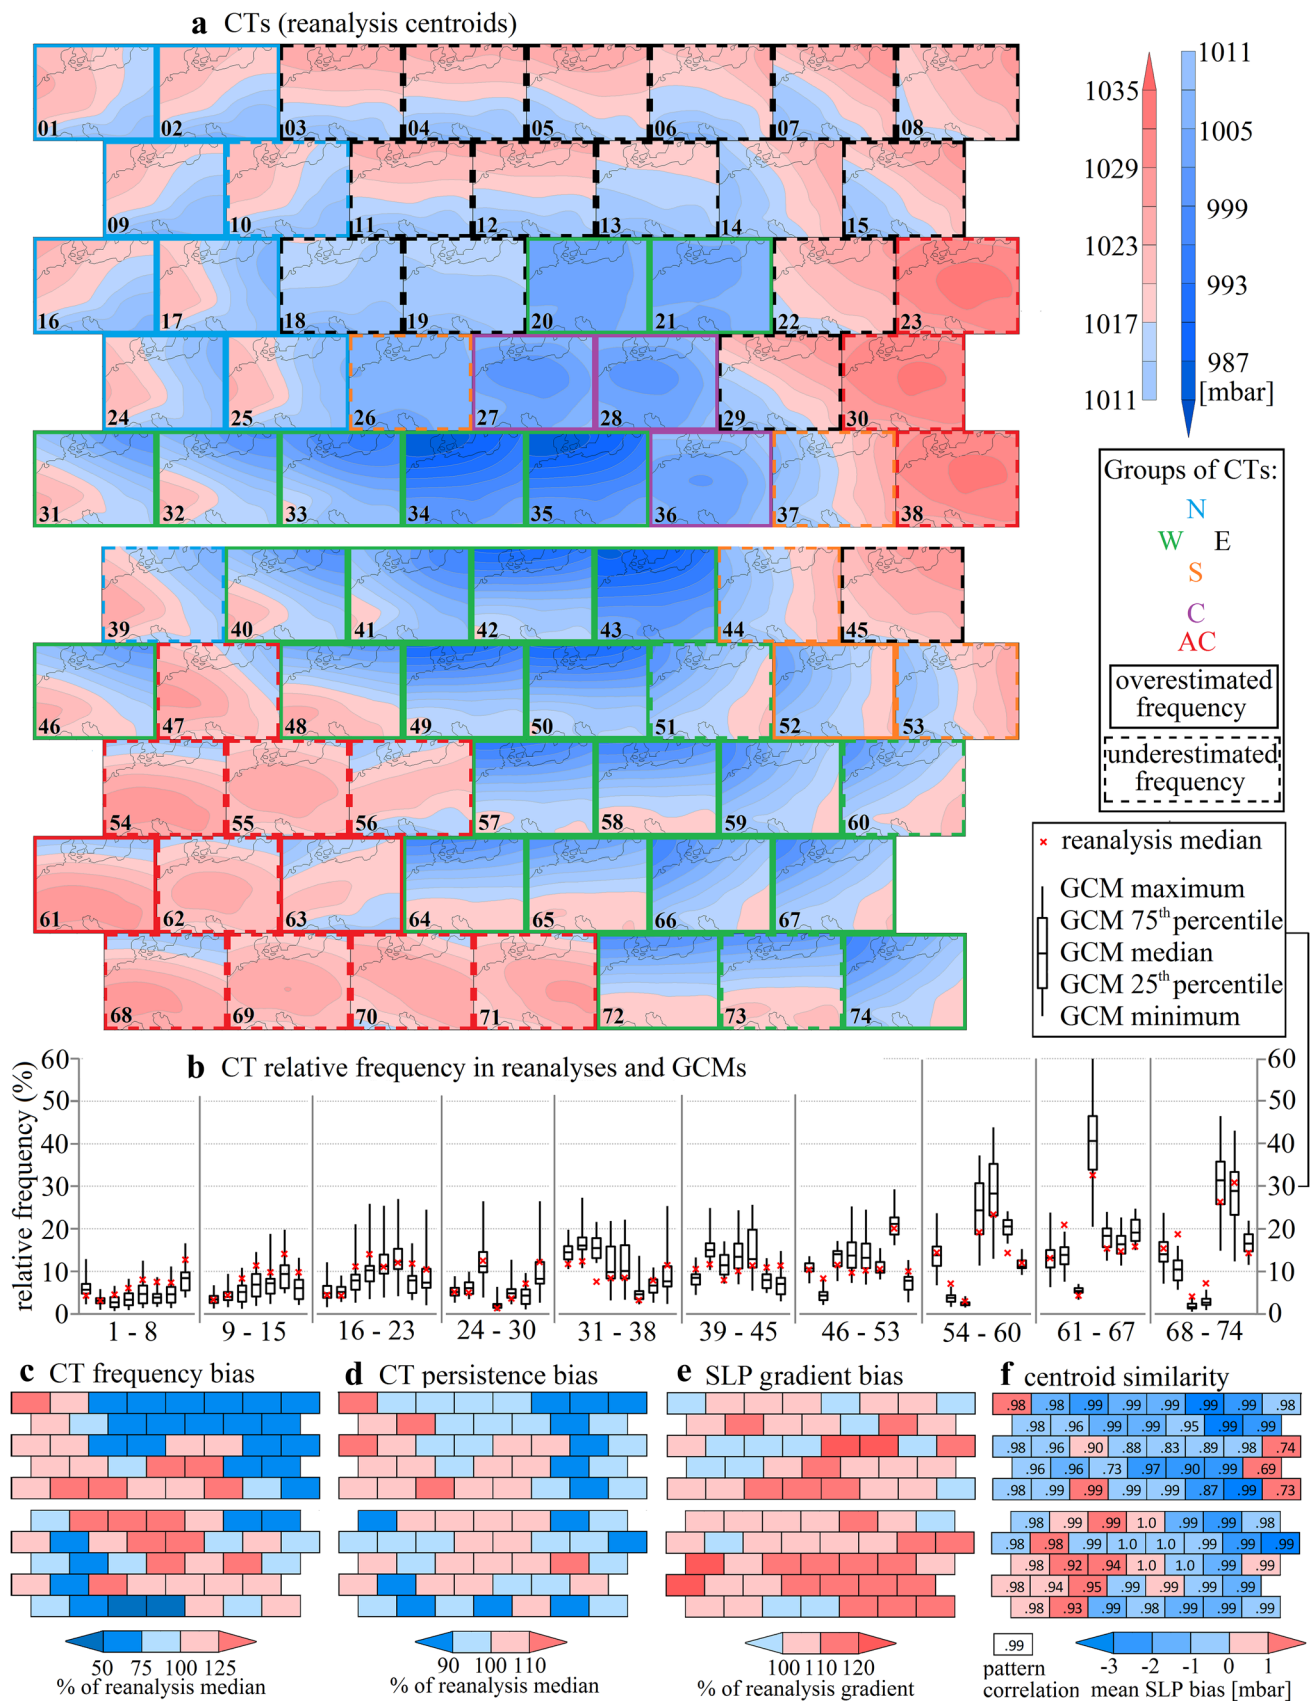 a CTs (reanalysis centroids)
01 02 03 04 05 06 07 08
09 10 11 12 13 14 15
16 17 18 19 20 21 22 23
24 25 26 27 28 29 30
31 32 33 34 35 36 37 38
39 40 41 42 43 44 45
46 47 48 49 50 51 52 53
54 55 56 57 58 59 60
61 62 63 64 65 66 67
68 69 70 71 72 73 74
1035
1029
1023
1017
1011
1011
1005
999
993
987
[mbar]
Groups of CTs:
N
W E
S
C
AC
overestimated
frequency
underestimated
frequency
reanalysis median
GCM maximum
GCM 75th percentile
GCM median
GCM 25th percentile
GCM minimum
b CT relative frequency in reanalyses and GCMs
relative frequency (%)
60
50
40
30
20
10
0
60
50
40
30
20
10
0
1 - 8 9 - 15 16 - 23 24 - 30 31 - 38 39 - 45 46 - 53 54 - 60 61 - 67 68 - 74
c CT frequency bias
50 75 100 125
% of reanalysis median
d CT persistence bias
90 100 110
% of reanalysis median
e SLP gradient bias
100 110 120
% of reanalysis gradient
f centroid similarity
.98 .98 .99 .99 .99 .99 .99 .98
.98 .96 .99 .99 .95 .99 .99
.98 .96 .90 .88 .83 .89 .98 .74
.96 .96 .73 .97 .90 .99 .69
.98 .99 .99 .99 .99 .87 .99 .73
.98 .99 .99 1.0 .99 .99 .98
.98 .98 .99 1.0 1.0 .99 .99 .99
.98 .92 .94 1.0 1.0 .99 .99
.98 .94 .95 .99 .99 .99 .99
.98 .93 .99 .98 .99 .99 .99
.99
pattern
correlation
-3 -2 -1 0 1
mean SLP bias [mbar]